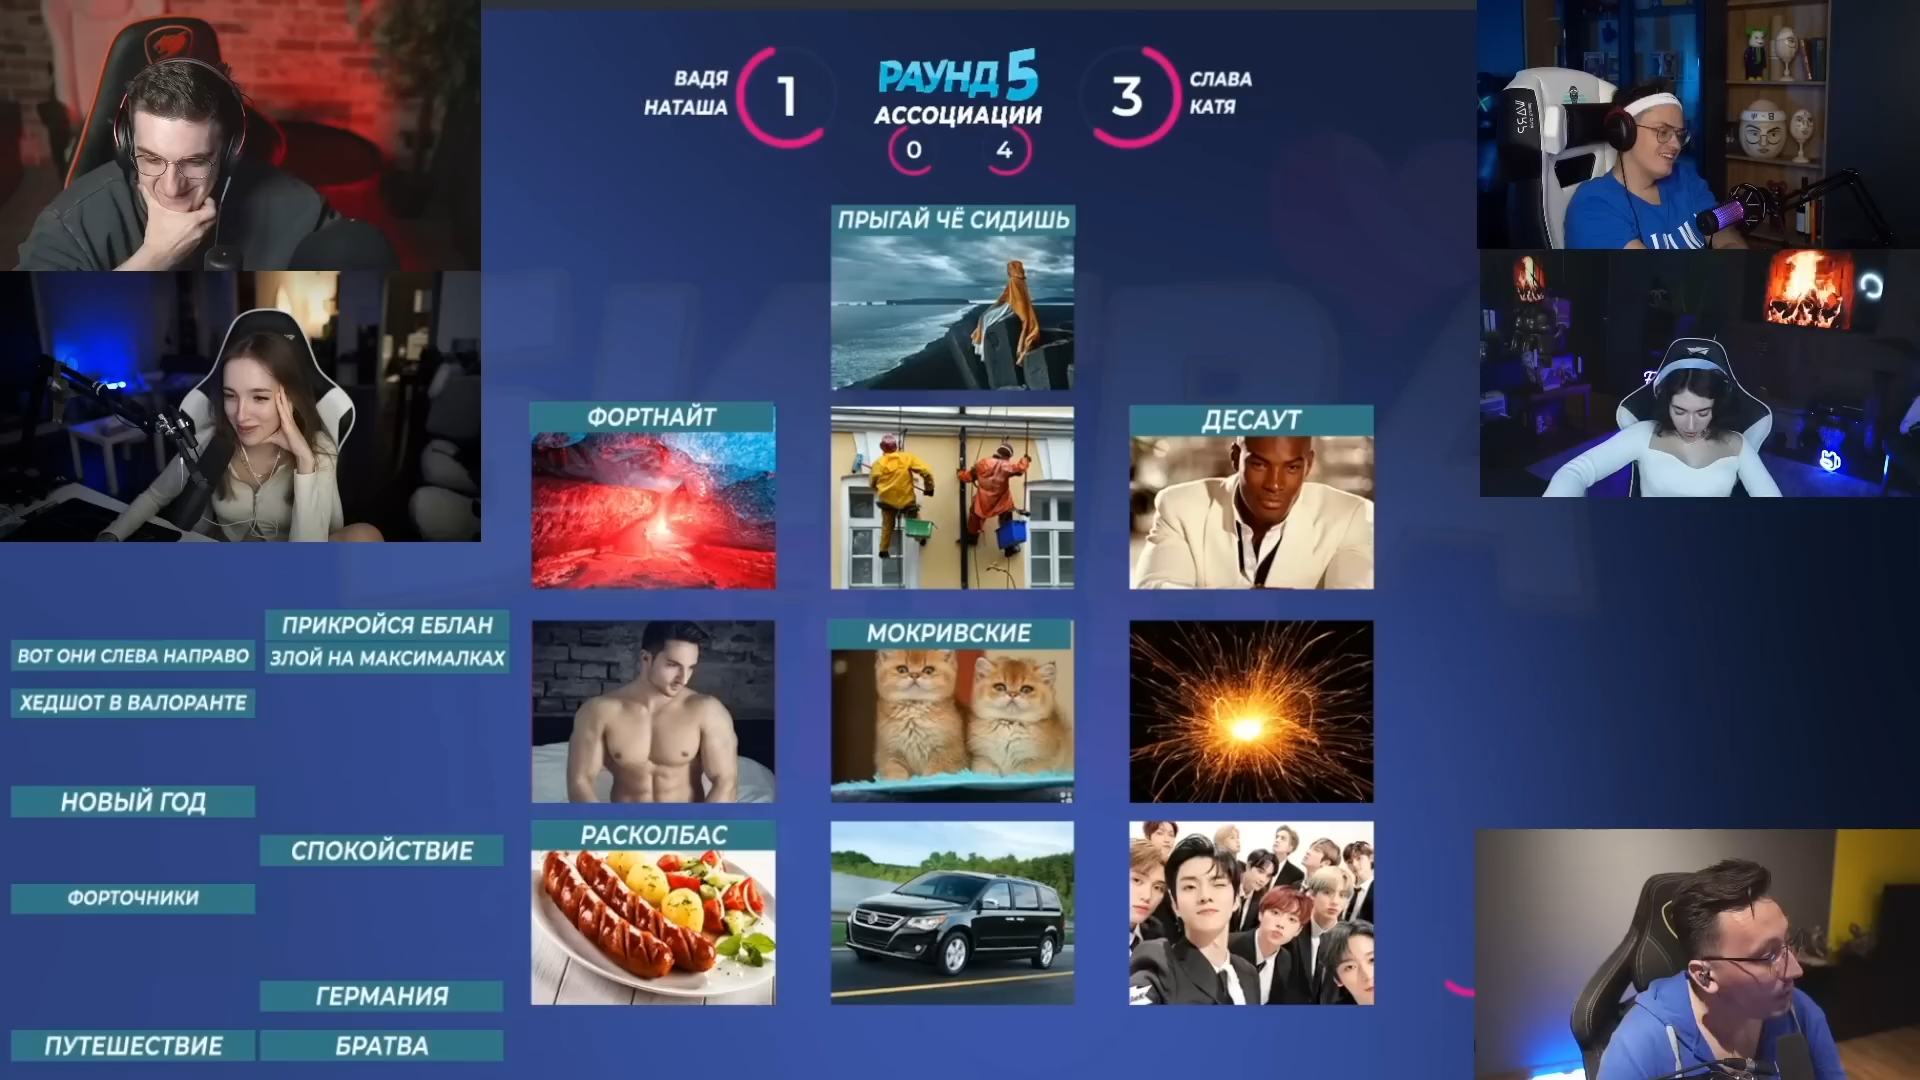 ВАДЯ
НАТАША
1
РАУНД 5
АССОЦИАЦИИ
0
4
3
СЛАВА
КАТЯ
ПРЫГАЙ ЧЁ СИДИШЬ
ФОРТНАЙТ
ДЕСАУТ
ПРИКРОЙСЯ ЕБЛАН
ВОТ ОНИ СЛЕВА НАПРАВО
ЗЛОЙ НА МАКСИМАЛКАХ
МОКРИВСКИЕ
ХЕДШОТ В ВАЛОРАНТЕ
НОВЫЙ ГОД
РАСКОЛБАС
СПОКОЙСТВИЕ
ФОРТОЧНИКИ
ГЕРМАНИЯ
ПУТЕШЕСТВИЕ
БРАТВА